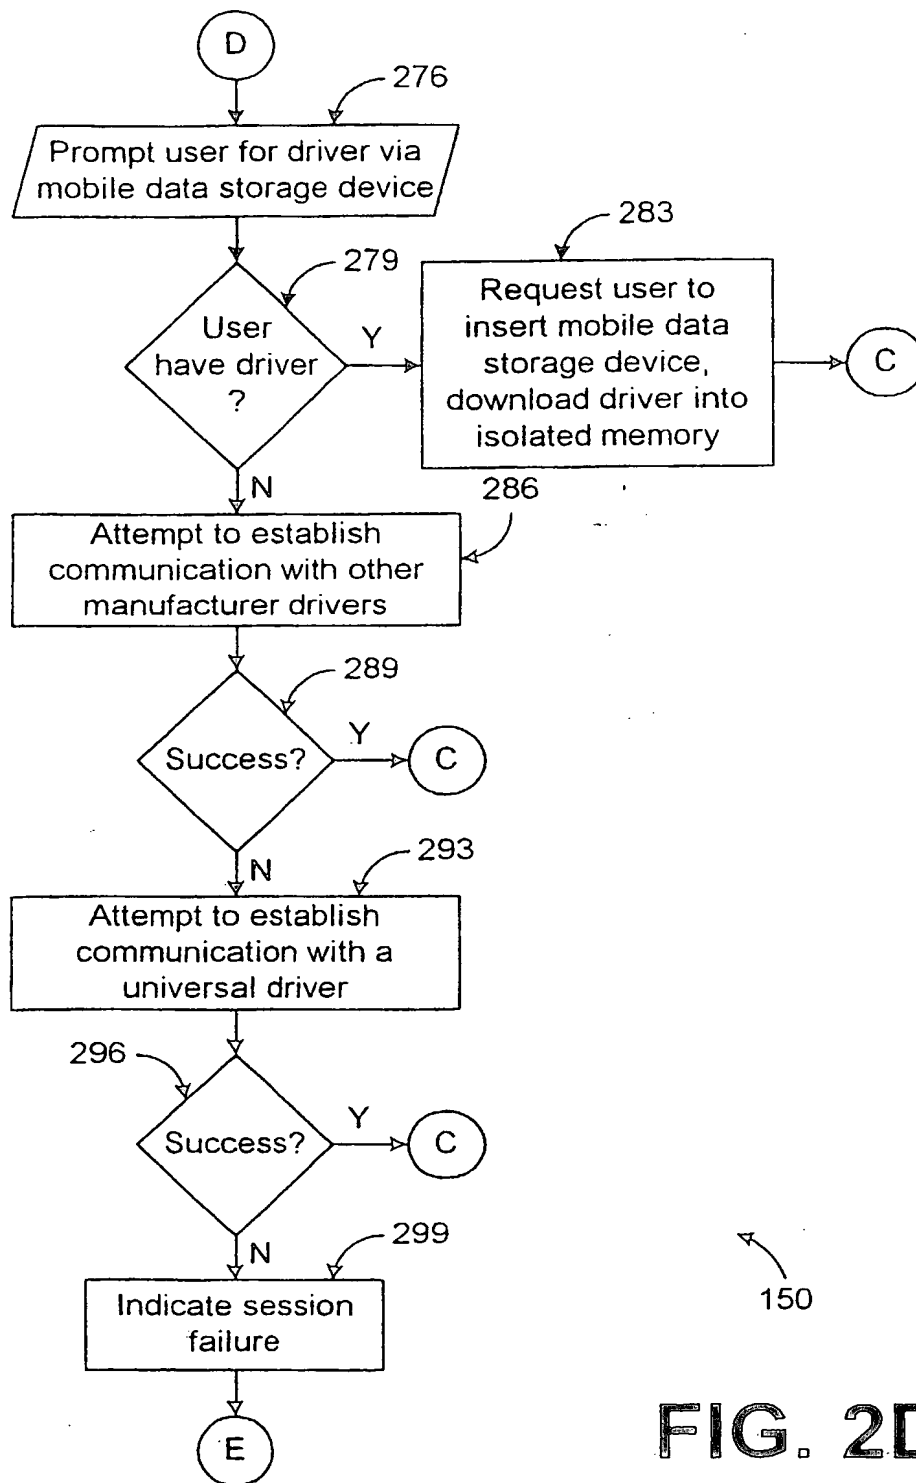 D
276
Prompt user for driver via
mobile data storage device
283
279
User
have driver
?
Y
Request user to
insert mobile data
storage device,
download driver into
isolated memory
C
N
286
Attempt to establish
communication with other
manufacturer drivers
289
Success?
Y
C
N
293
Attempt to establish
communication with a
universal driver
296
Success?
Y
C
N
299
Indicate session
failure
150
E
FIG. 2D